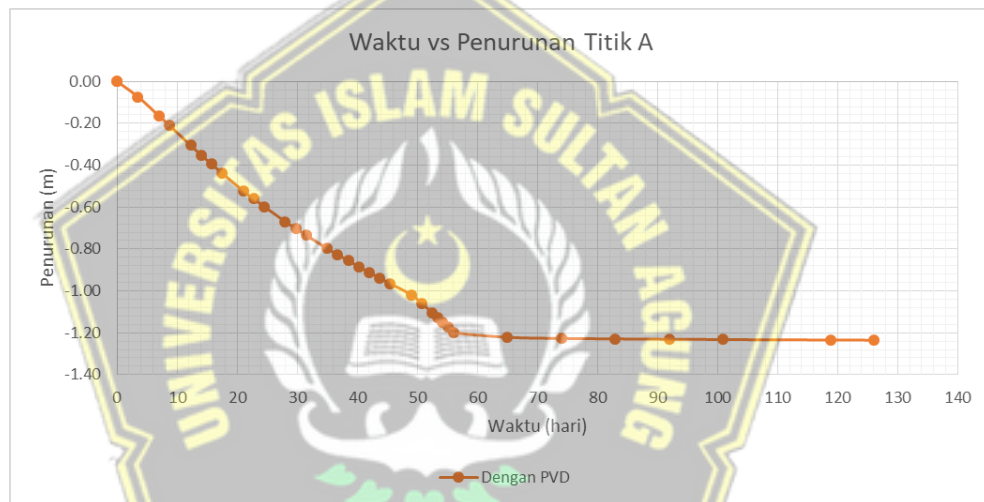 Waktu vs Penurunan Titik A
UNIVERSITAS ISLAM SULTAN AGUNG
Penurunan (m)
0.00
-0.20
-0.40
-0.60
-0.80
-1.00
-1.20
-1.40
0 10 20 30 40 50 60 70 80 90 100 110 120 130 140
Waktu (hari)
Dengan PVD